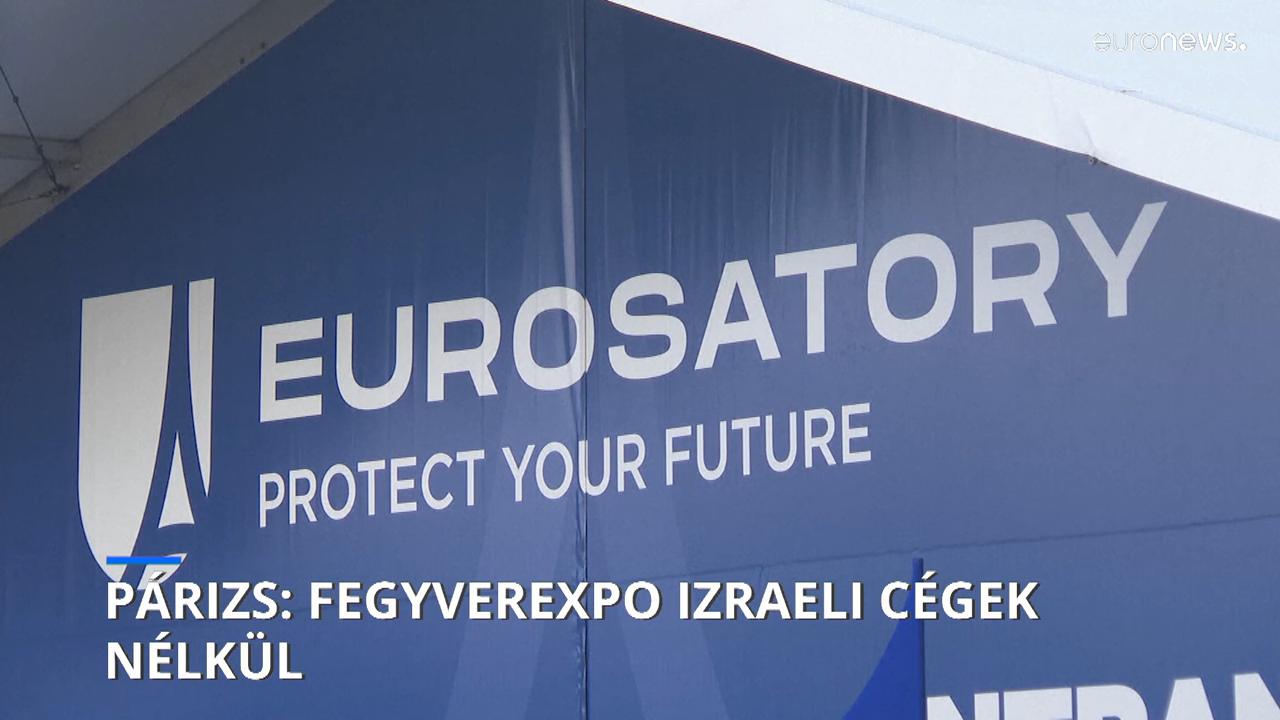 euronews.
EUROSATORY
PROTECT YOUR FUTURE
PÁRIZS: FEGYVEREXPO IZRAELI CÉGEK
NÉLKÜL